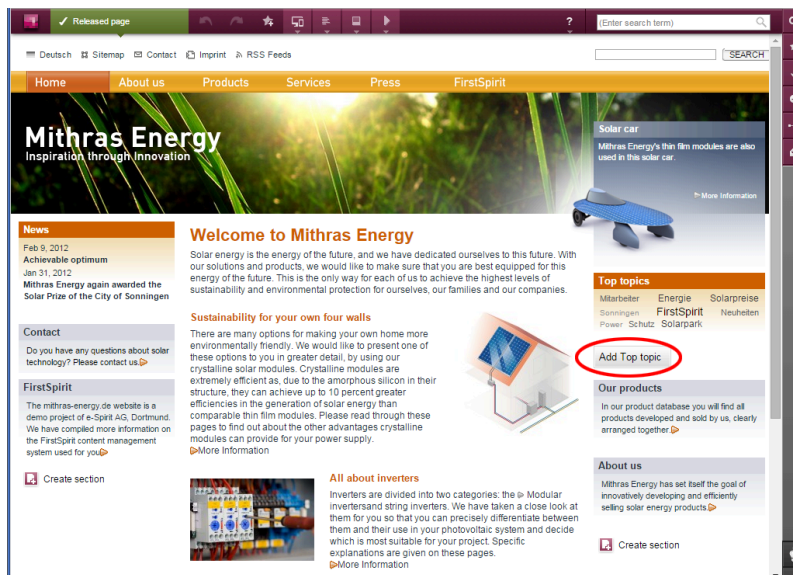 Released page
?
(Enter search term)
Deutsch Sitemap Contact Imprint RSS Feeds
SEARCH
Home About us Products Services Press FirstSpirit
Mithras Energy
Inspiration through Innovation
Solar car
Mithras Energy's thin film modules are also
used in this solar car.
More Information
News
Feb 9, 2012
Achievable optimum
Jan 31, 2012
Mithras Energy again awarded the
Solar Prize of the City of Sonningen
Contact
Do you have any questions about solar
technology? Please contact us.
FirstSpirit
The mithras-energy.de website is a
demo project of e-Spirit AG, Dortmund.
We have compiled more information on
the FirstSpirit content management
system used for you
Create section
Welcome to Mithras Energy
Solar energy is the energy of the future, and we have dedicated ourselves to this future. With
our solutions and products, we would like to make sure that you are best equipped for this
energy of the future. This is the only way for each of us to achieve the highest levels of
sustainability and environmental protection for ourselves, our families and our companies.
Sustainability for your own four walls
There are many options for making your own home more
environmentally friendly. We would like to present one of
these options to you in greater detail, by using our
crystalline solar modules. Crystalline modules are
extremely efficient as, due to the amorphous silicon in their
structure, they can achieve up to 10 percent greater
efficiencies in the generation of solar energy than
comparable thin film modules. Please read through these
pages to find out about the other advantages crystalline
modules can provide for your power supply.
More Information
All about inverters
Inverters are divided into two categories: the Modular
invertersand string inverters. We have taken a close look at
them for you so that you can precisely differentiate between
them and their use in your photovoltaic system and decide
which is most suitable for your project. Specific
explanations are given on these pages.
More Information
Top topics
Mitarbeiter Energie Solarpreise
Sonningen FirstSpirit Neuheiten
Power Schutz Solarpark
Add Top topic
Our products
In our product database you will find all
products developed and sold by us, clearly
arranged together.
About us
Mithras Energy has set itself the goal of
innovatively developing and efficiently
selling solar energy products.
Create section